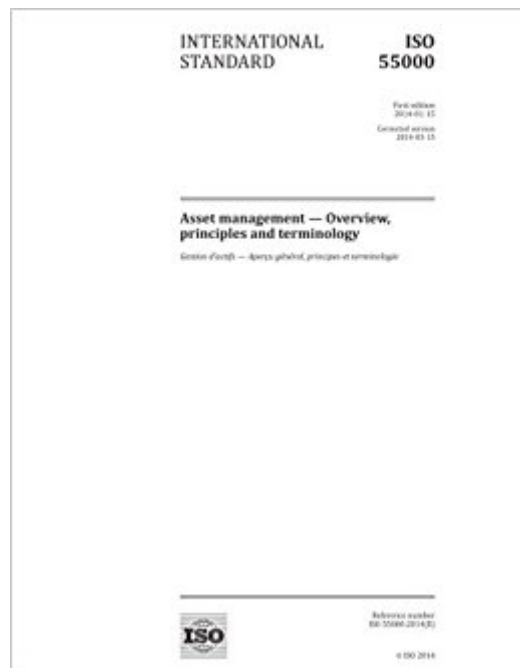 INTERNATIONAL
STANDARD
ISO
55000
First edition
2014-01-15
Corrected version
2014-03-15
Asset management — Overview,
principles and terminology
Gestion d'actifs — Aperçu général, principes et terminologie
ISO
Reference number
ISO 55000:2014(E)
© ISO 2014